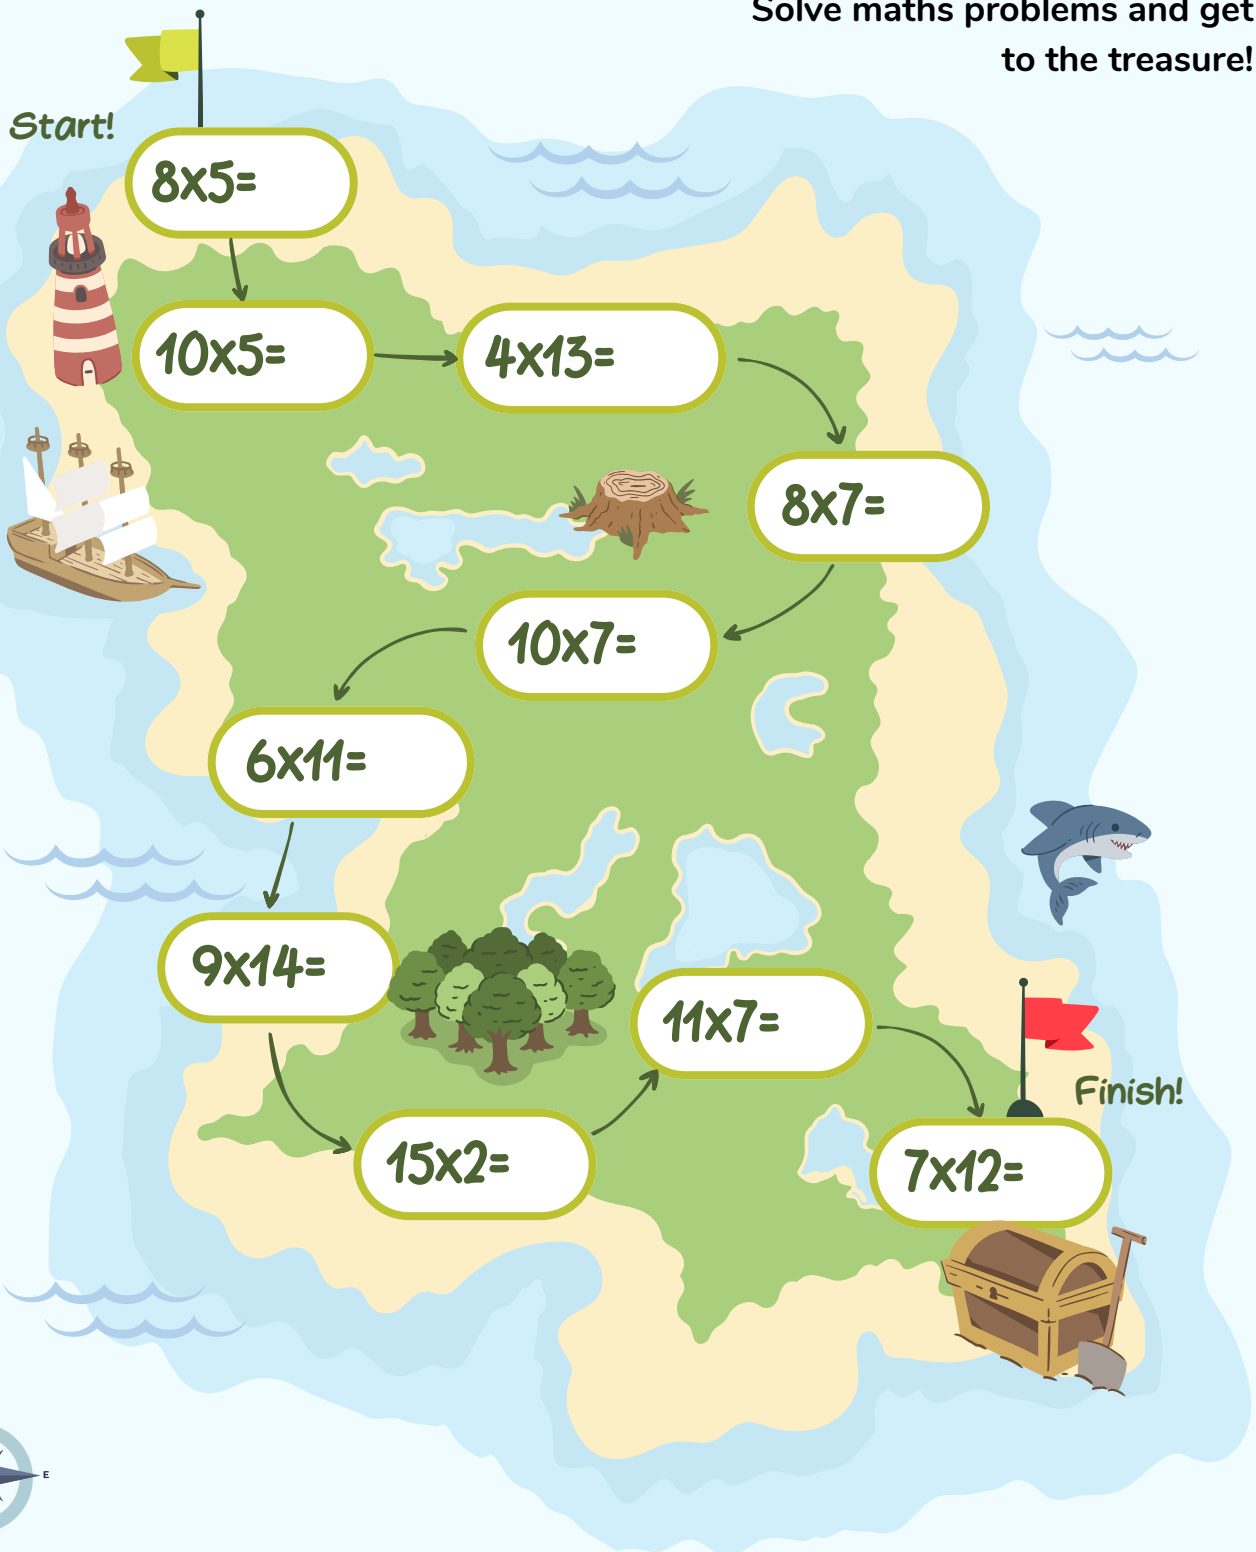 Solve maths problems and get
to the treasure!
Start!
8x5=
10x5=
4x13=
8x7=
10x7=
6x11=
9x14=
15x2=
11x7=
Finish!
7x12=
E